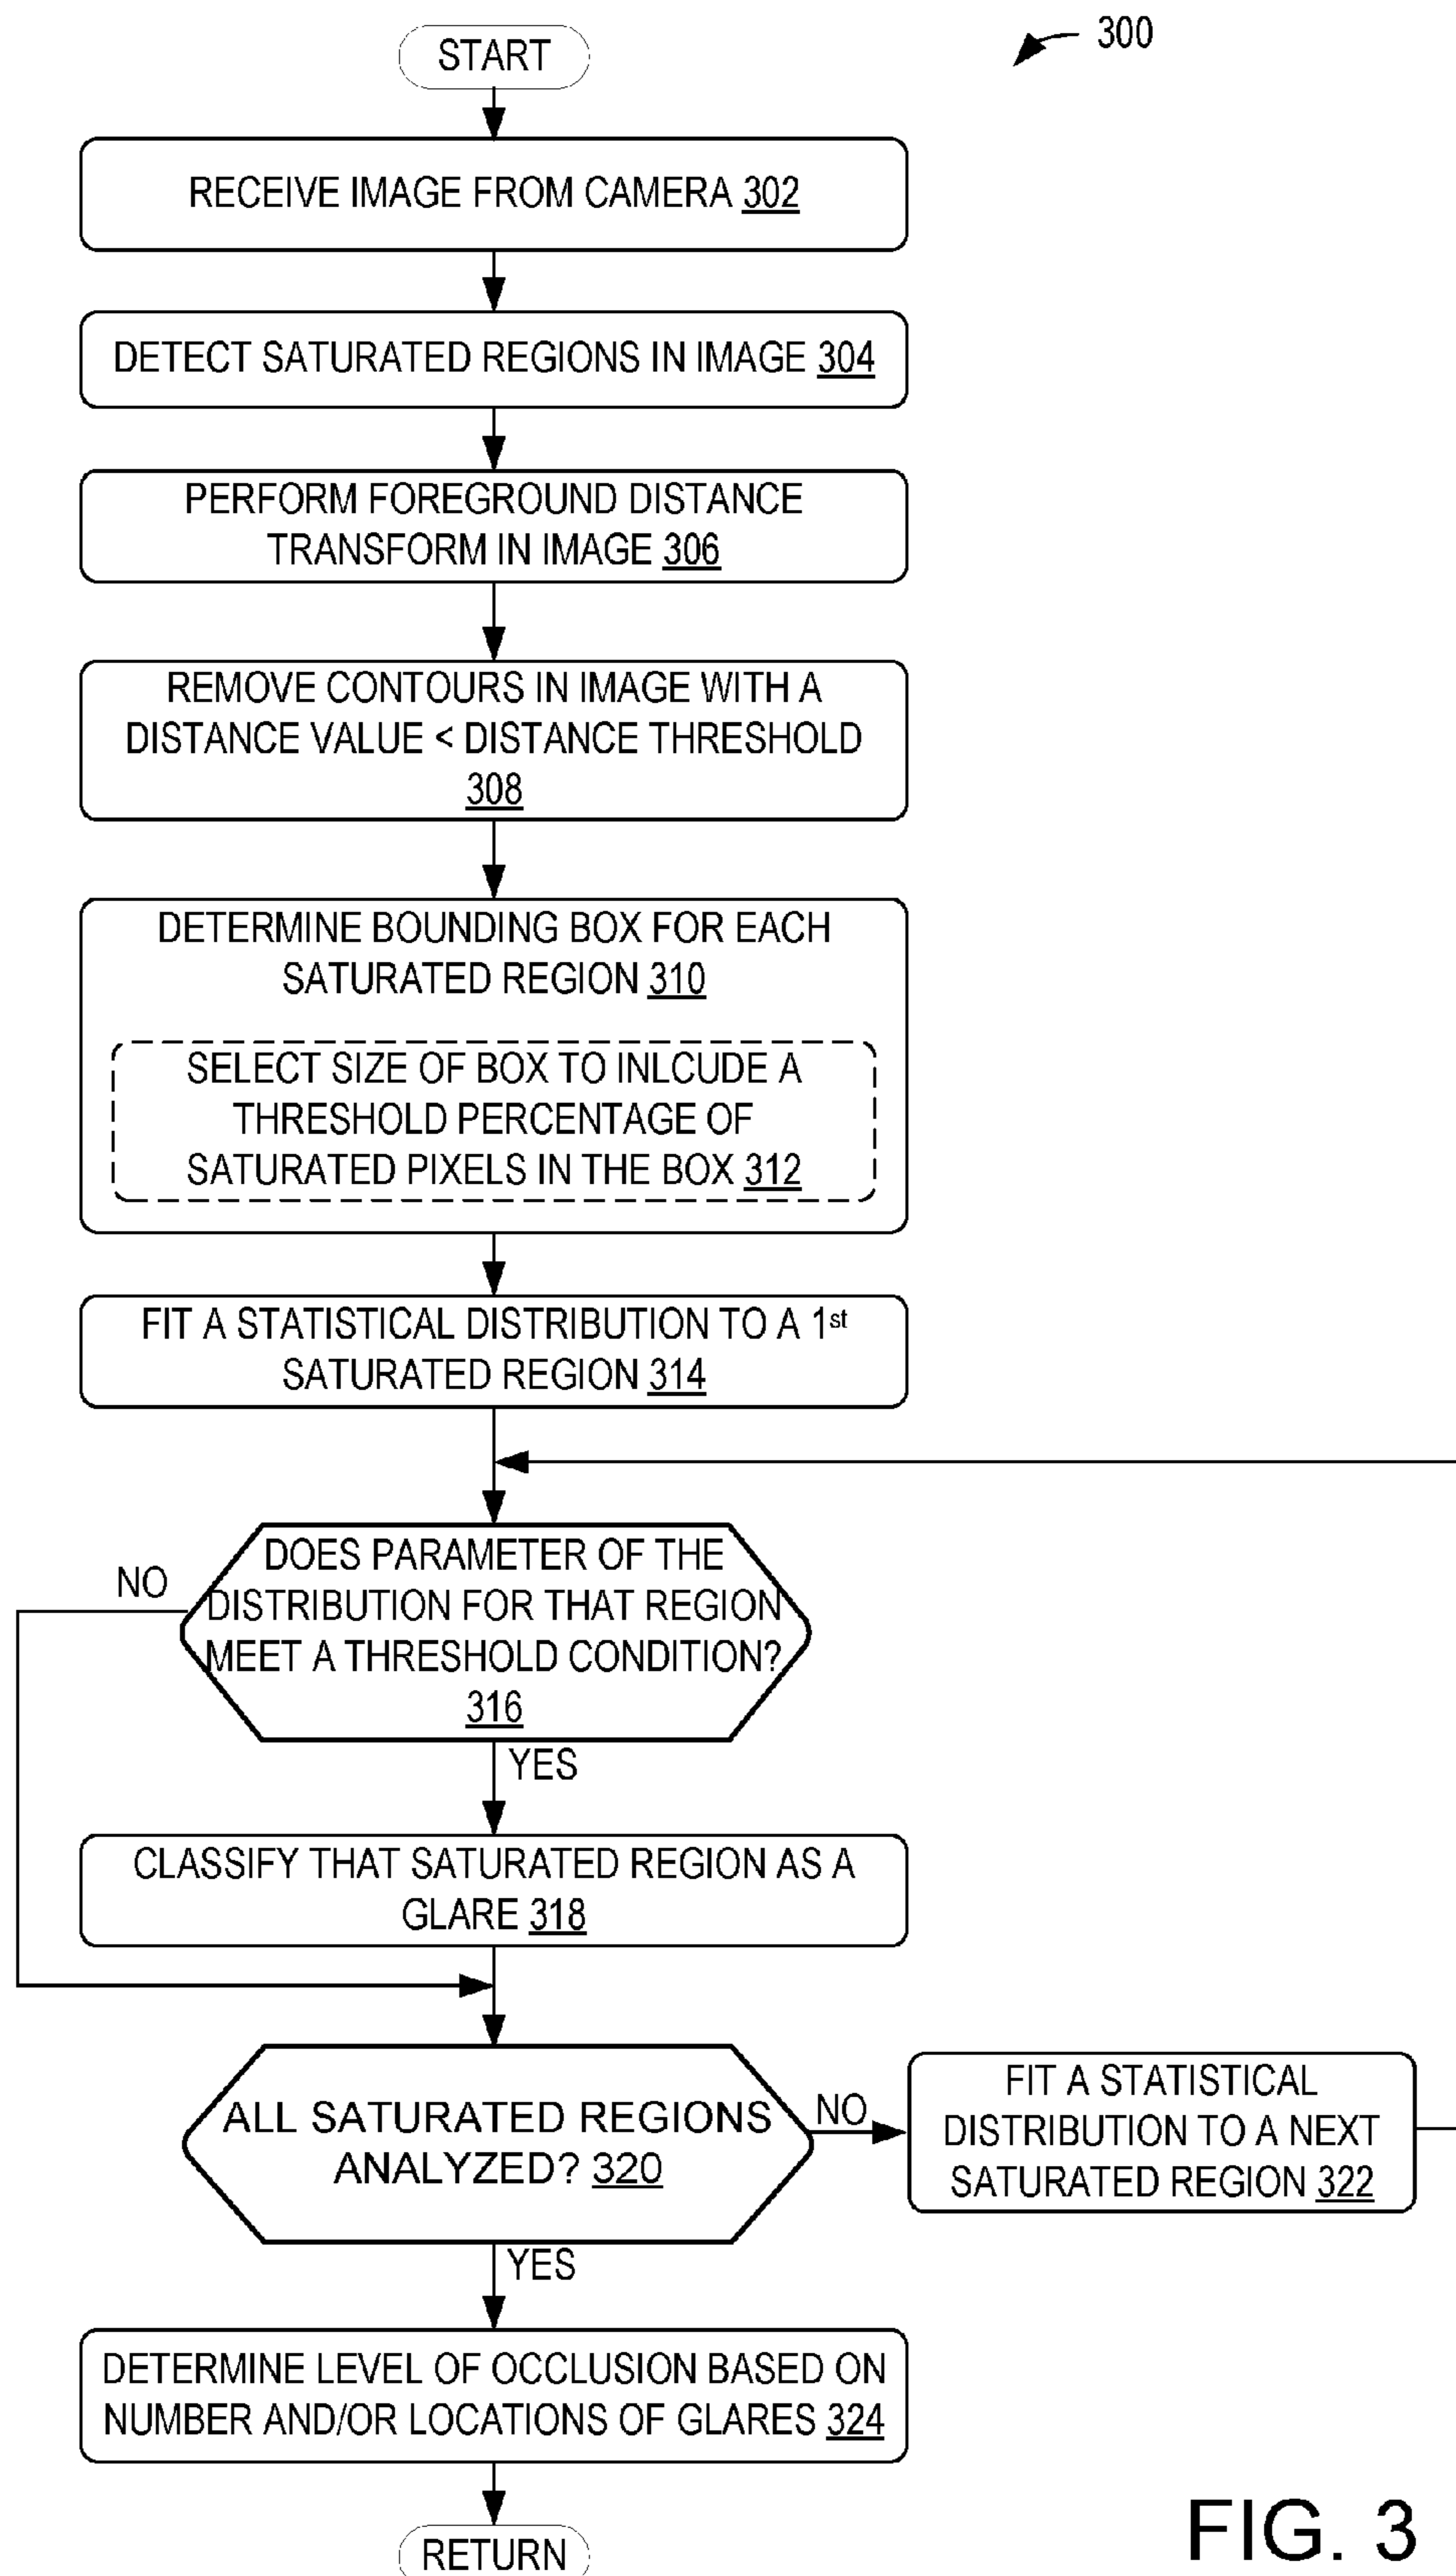 START
300
RECEIVE IMAGE FROM CAMERA 302
DETECT SATURATED REGIONS IN IMAGE 304
PERFORM FOREGROUND DISTANCE
TRANSFORM IN IMAGE 306
REMOVE CONTOURS IN IMAGE WITH A
DISTANCE VALUE < DISTANCE THRESHOLD
308
DETERMINE BOUNDING BOX FOR EACH
SATURATED REGION 310
SELECT SIZE OF BOX TO INLCUDE A
THRESHOLD PERCENTAGE OF
SATURATED PIXELS IN THE BOX 312
FIT A STATISTICAL DISTRIBUTION TO A 1st
SATURATED REGION 314
DOES PARAMETER OF THE
DISTRIBUTION FOR THAT REGION
MEET A THRESHOLD CONDITION?
316
NO
YES
CLASSIFY THAT SATURATED REGION AS A
GLARE 318
ALL SATURATED REGIONS
ANALYZED? 320
NO
FIT A STATISTICAL
DISTRIBUTION TO A NEXT
SATURATED REGION 322
YES
DETERMINE LEVEL OF OCCLUSION BASED ON
NUMBER AND/OR LOCATIONS OF GLARES 324
RETURN
FIG. 3